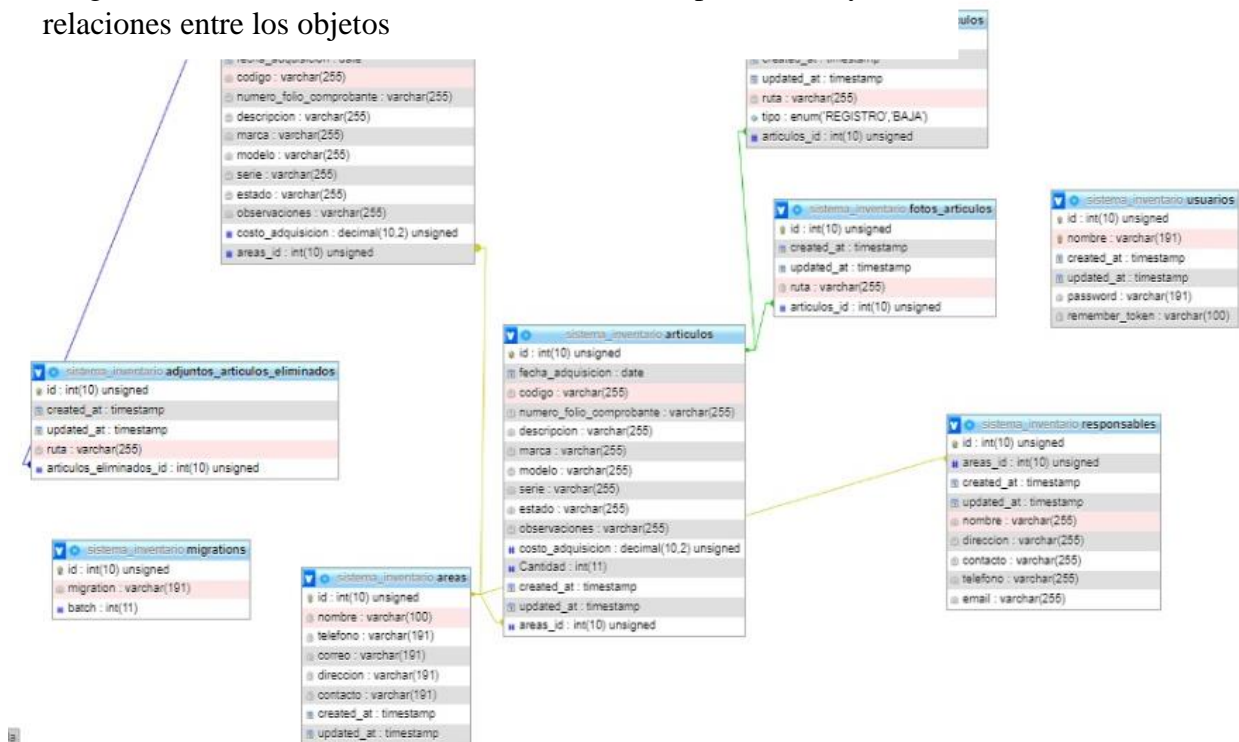 relaciones entre los objetos
ulos
fecha_adquisicion : date
codigo : varchar(255)
numero_folio_comprobante : varchar(255)
descripcion : varchar(255)
marca : varchar(255)
modelo : varchar(255)
serie : varchar(255)
estado : varchar(255)
observaciones : varchar(255)
costo_adquisicion : decimal(10,2) unsigned
areas_id : int(10) unsigned
created_at : timestamp
updated_at : timestamp
ruta : varchar(255)
tipo : enum('REGISTRO','BAJA')
articulos_id : int(10) unsigned
sistema_inventario fotos_articulos
id : int(10) unsigned
created_at : timestamp
updated_at : timestamp
ruta : varchar(255)
articulos_id : int(10) unsigned
sistema_inventario usuarios
id : int(10) unsigned
nombre : varchar(191)
created_at : timestamp
updated_at : timestamp
password : varchar(191)
remember_token : varchar(100)
sistema_inventario adjuntos_articulos_eliminados
id : int(10) unsigned
created_at : timestamp
updated_at : timestamp
ruta : varchar(255)
articulos_eliminados_id : int(10) unsigned
sistema_inventario articulos
id : int(10) unsigned
fecha_adquisicion : date
codigo : varchar(255)
numero_folio_comprobante : varchar(255)
descripcion : varchar(255)
marca : varchar(255)
modelo : varchar(255)
serie : varchar(255)
estado : varchar(255)
observaciones : varchar(255)
costo_adquisicion : decimal(10,2) unsigned
Cantidad : int(11)
created_at : timestamp
updated_at : timestamp
areas_id : int(10) unsigned
sistema_inventario responsables
id : int(10) unsigned
areas_id : int(10) unsigned
created_at : timestamp
updated_at : timestamp
nombre : varchar(255)
direccion : varchar(255)
contacto : varchar(255)
telefono : varchar(255)
email : varchar(255)
sistema_inventario migrations
id : int(10) unsigned
migration : varchar(191)
batch : int(11)
sistema_inventario areas
id : int(10) unsigned
nombre : varchar(100)
telefono : varchar(191)
correo : varchar(191)
direccion : varchar(191)
contacto : varchar(191)
created_at : timestamp
updated_at : timestamp